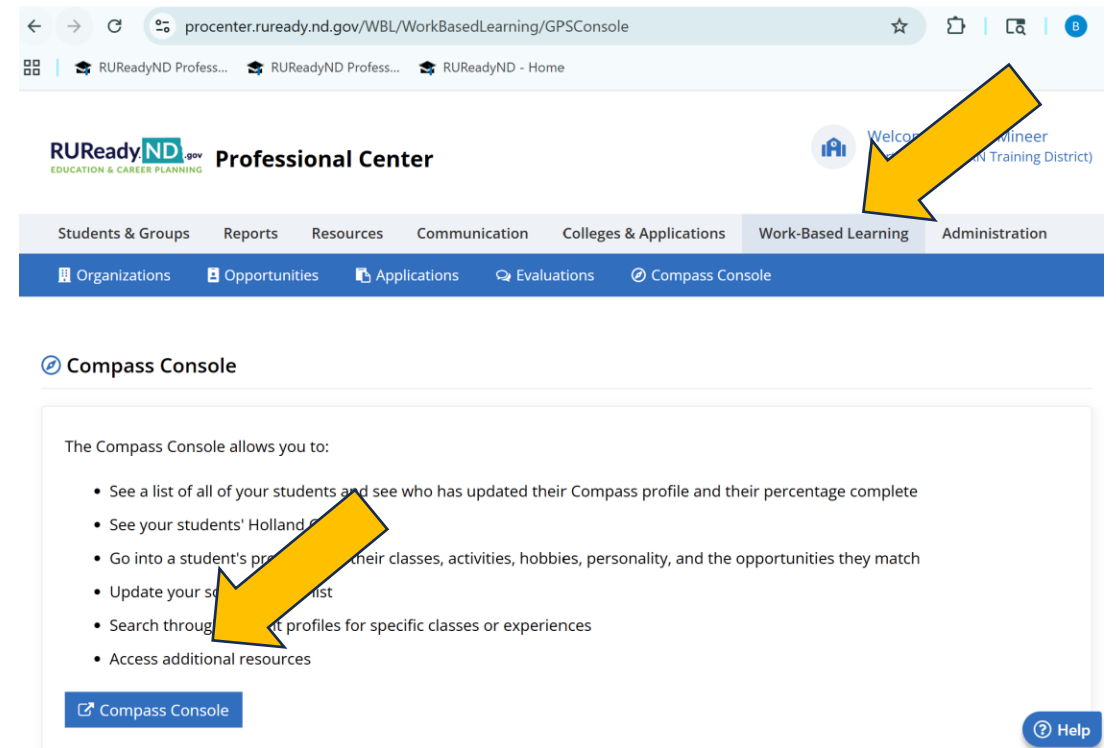 procenter.ruready.nd.gov/WBL/WorkBasedLearning/GPSConsole
B
RUReadyND Profess... RUReadyND Profess... RUReadyND - Home
RUReady.ND.gov
EDUCATION & CAREER PLANNING
Professional Center
Mineer
Training District)
Students & Groups Reports Resources Communication Colleges & Applications Work-Based Learning Administration
Organizations Opportunities Applications Evaluations Compass Console
Compass Console
The Compass Console allows you to:
• See a list of all of your students and see who has updated their Compass profile and their percentage complete
• See your students' Holland
• Go into a student's their classes, activities, hobbies, personality, and the opportunities they match
• Update your list
• Search profiles for specific classes or experiences
• Access additional resources
Compass Console
Help